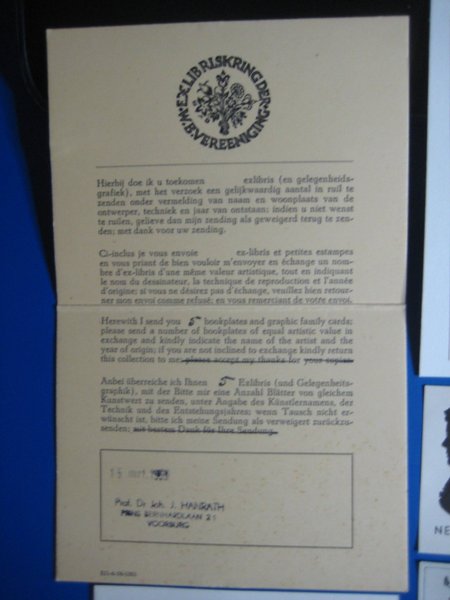 EXLIBRISKRING DER
W.B.VEREENIGING
Hierbij doe ik u toekomen exlibris (en gelegenheids-
grafiek), met het verzoek een gelijkwaardig aantal in ruil te
zenden onder vermelding van naam en woonplaats van de
ontwerper, techniek en jaar van ontstaan; indien u niet wenst
te ruilen, gelieve dan mijn zending als geweigerd terug te zen-
den; met dank voor uw zending.
Ci-inclus je vous envoie ex-libris et petites estampes
en vous priant de bien vouloir m'envoyer en échange un nom-
bre d'ex-libris d'une même valeur artistique, tout en indiquant
le nom du dessinateur, la technique de reproduction et l'année
d'origine; si vous ne désirez pas d'échange, veuillez bien retour-
ner mon envoi comme refusé; en vous remerciant de votre envoi.
Herewith I send you 5 bookplates and graphic family cards;
please send a number of bookplates of equal artistic value in
exchange and kindly indicate the name of the artist and the
year of origin; if you are not inclined to exchange kindly return
this collection to me; please accept my thanks for your copies.
Anbei überreiche ich Ihnen 5 Exlibris (und Gelegenheits-
graphik), mit der Bitte mir eine Anzahl Blätter von gleichem
Kunstwert zu senden, unter Angabe des Künstlernamens, der
Technik und des Entstehungsjahres; wenn Tausch nicht er-
wünscht ist, bitte ich meine Sendung als verweigert zurückzu-
senden; mit bestem Dank für Ihre Sendung.
Prof. Dr Joh. J. HANRATH
PRINS BERNHARDLAAN 21
VOORBURG
NE